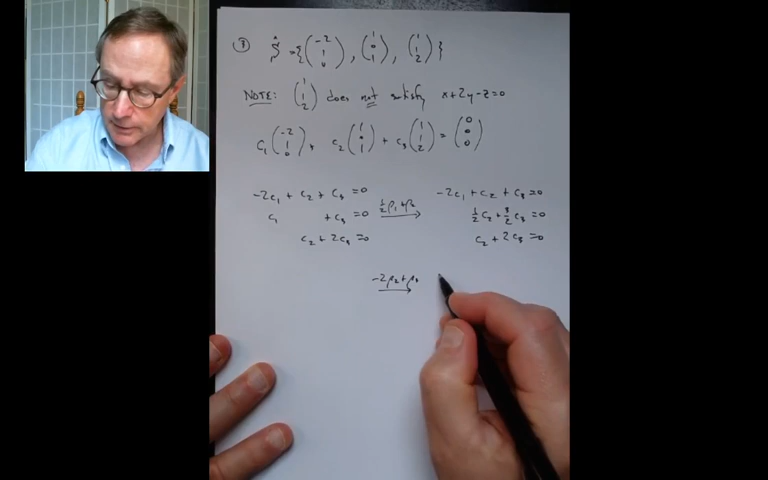 ③ Ŝ = {(-2 1 0), (1 0 1), (1 1 2)}
NOTE: (1 1 2) does not satisfy x+2y-z=0
c₁(-2 1 0) + c₂(1 0 1) + c₃(1 1 2) = (0 0 0)
-2c₁ + c₂ + c₃ = 0
c₁ + c₃ = 0
c₂ + 2c₃ = 0
½ρ₁+ρ₂
-2c₁ + c₂ + c₃ = 0
½c₂ + 3/2 c₃ = 0
c₂ + 2c₃ = 0
-2ρ₂+ρ₃